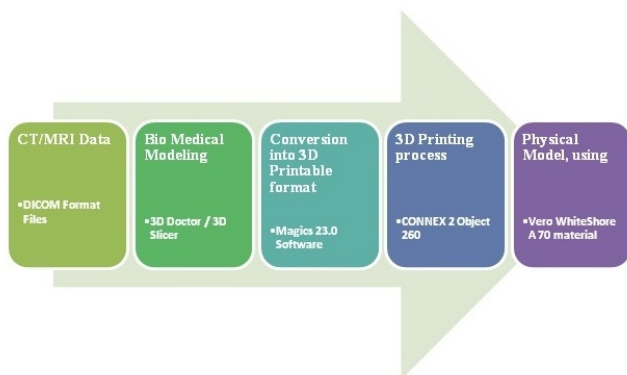 CT/MRI Data
▪DICOM Format
Files
Bio Medical
Modeling
▪3D Doctor / 3D
Slicer
Conversion
into 3D
Printable
format
▪Magics 23.0
Software
3D Printing
process
▪CONNEX 2 Object
260
Physical
Model, using
▪Vero WhiteShore
A 70 material